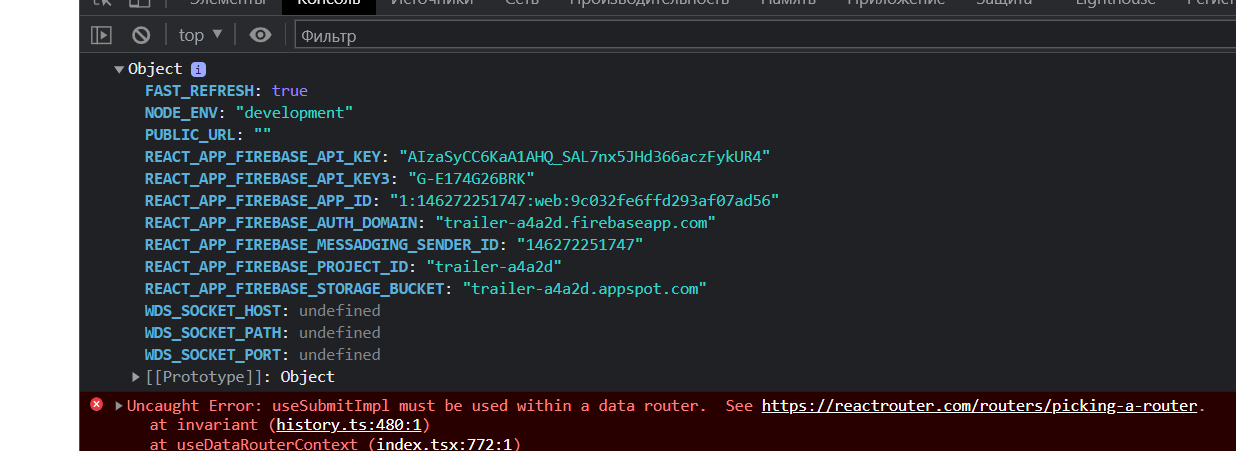 Элементы Консоль Источники Сеть Производительность Память Приложение Защита Lighthouse
top ▼ Фильтр
▼Object i
FAST_REFRESH: true
NODE_ENV: "development"
PUBLIC_URL: ""
REACT_APP_FIREBASE_API_KEY: "AIzaSyCC6KaA1AHQ_SAL7nx5JHd366aczFykUR4"
REACT_APP_FIREBASE_API_KEY3: "G-E174G26BRK"
REACT_APP_FIREBASE_APP_ID: "1:146272251747:web:9c032fe6ffd293af07ad56"
REACT_APP_FIREBASE_AUTH_DOMAIN: "trailer-a4a2d.firebaseapp.com"
REACT_APP_FIREBASE_MESSADGING_SENDER_ID: "146272251747"
REACT_APP_FIREBASE_PROJECT_ID: "trailer-a4a2d"
REACT_APP_FIREBASE_STORAGE_BUCKET: "trailer-a4a2d.appspot.com"
WDS_SOCKET_HOST: undefined
WDS_SOCKET_PATH: undefined
WDS_SOCKET_PORT: undefined
▶[[Prototype]]: Object
▶Uncaught Error: useSubmitImpl must be used within a data router.  See https://reactrouter.com/routers/picking-a-router.
at invariant (history.ts:480:1)
at useDataRouterContext (index.tsx:772:1)